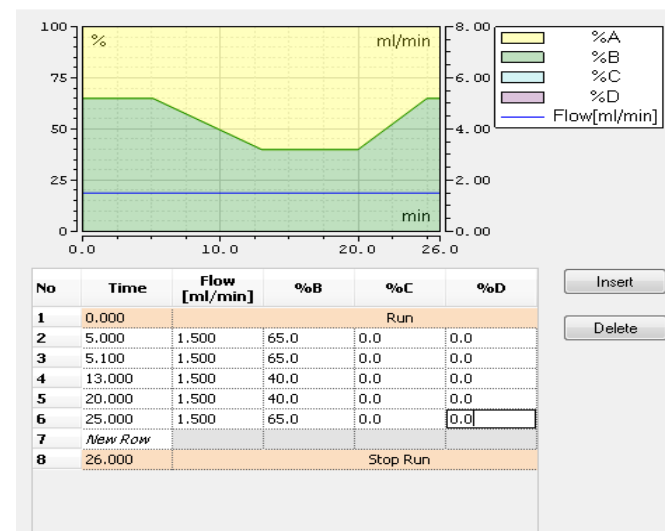 100
75
50
25
0
%
ml/min
min
8.00
6.00
4.00
2.00
0.00
0.0 10.0 20.0 26.0
%A
%B
%C
%D
Flow[ml/min]
No Time Flow [ml/min] %B %C %D
1 0.000 Run
2 5.000 1.500 65.0 0.0 0.0
3 5.100 1.500 65.0 0.0 0.0
4 13.000 1.500 40.0 0.0 0.0
5 20.000 1.500 40.0 0.0 0.0
6 25.000 1.500 65.0 0.0 0.0
7 New Row
8 26.000 Stop Run
Insert
Delete